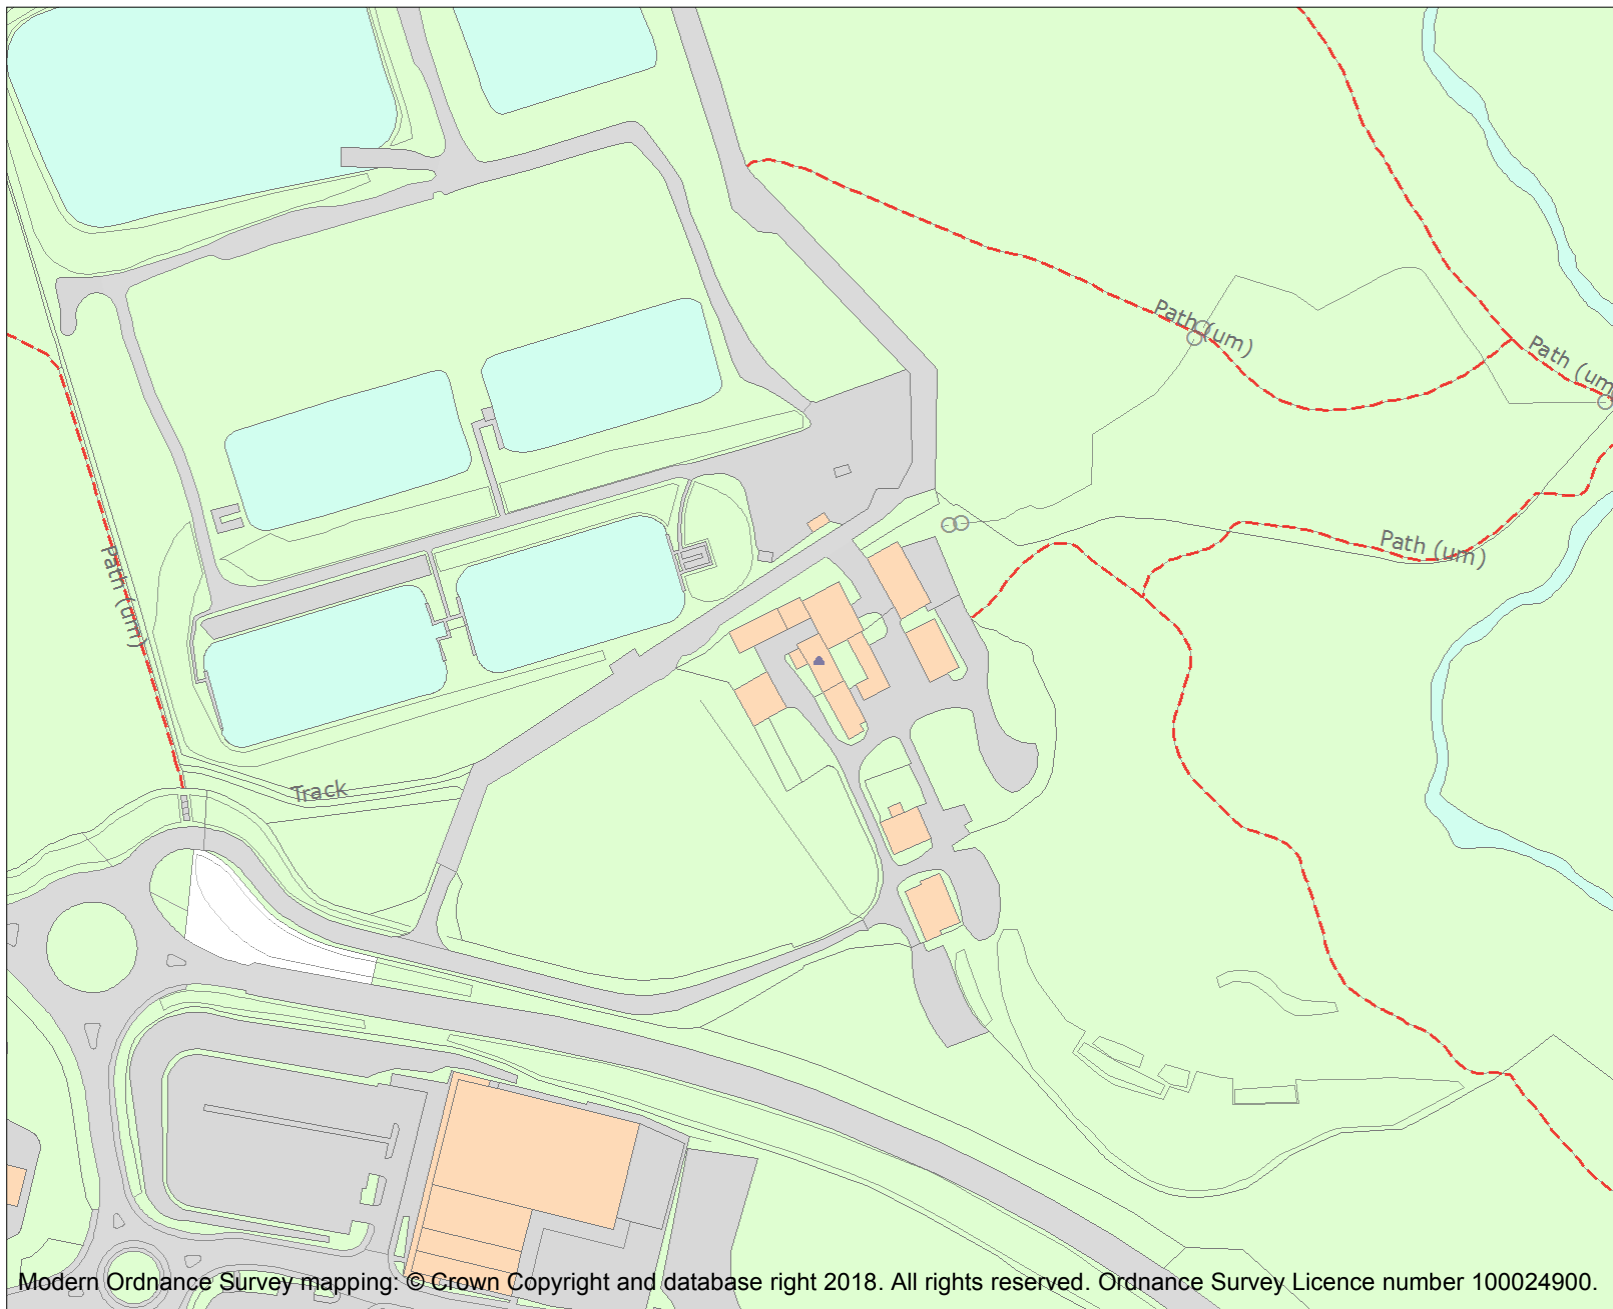 Path (um)
Path (um
Path (um)
Path (um)
Track
Modern Ordnance Survey mapping: © Crown Copyright and database right 2018. All rights reserved. Ordnance Survey Licence number 100024900.